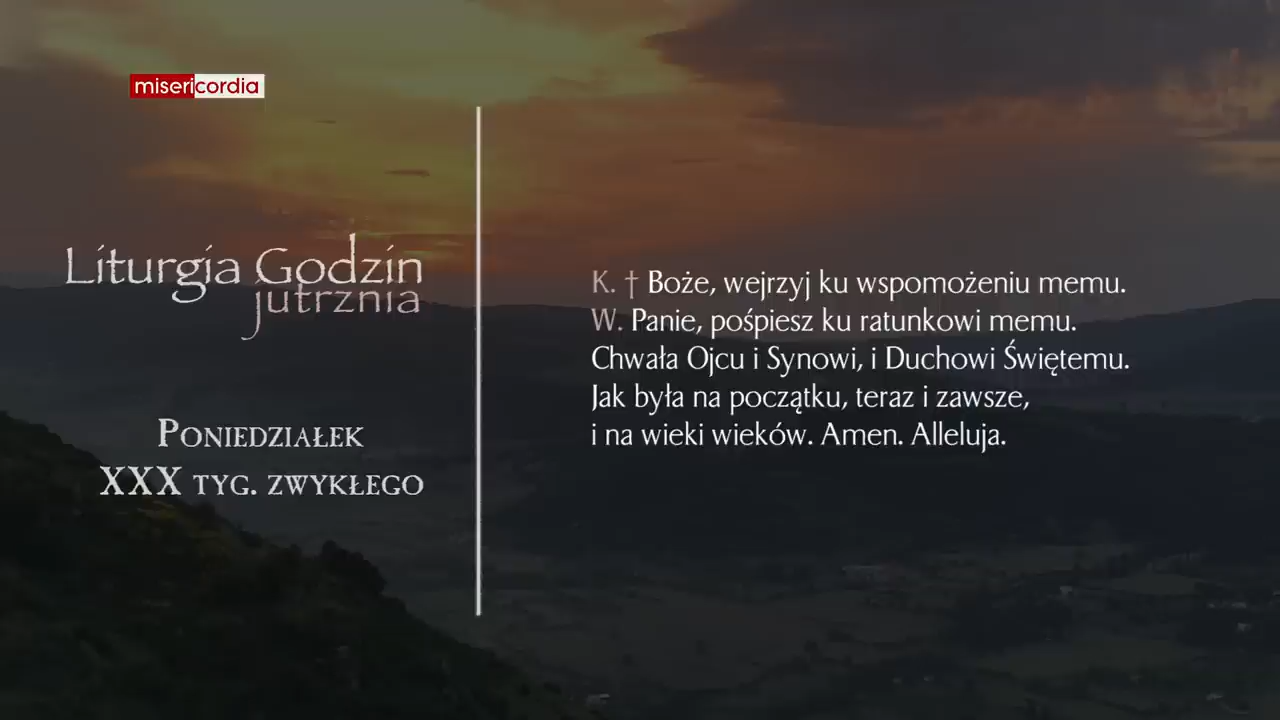 misericordia
Liturgia Godzin
jutrznia
Poniedziałek
XXX tyg. zwykłego
K. † Boże, wejrzyj ku wspomożeniu memu.
W. Panie, pośpiesz ku ratunkowi memu.
Chwała Ojcu i Synowi, i Duchowi Świętemu.
Jak była na początku, teraz i zawsze,
i na wieki wieków. Amen. Alleluja.